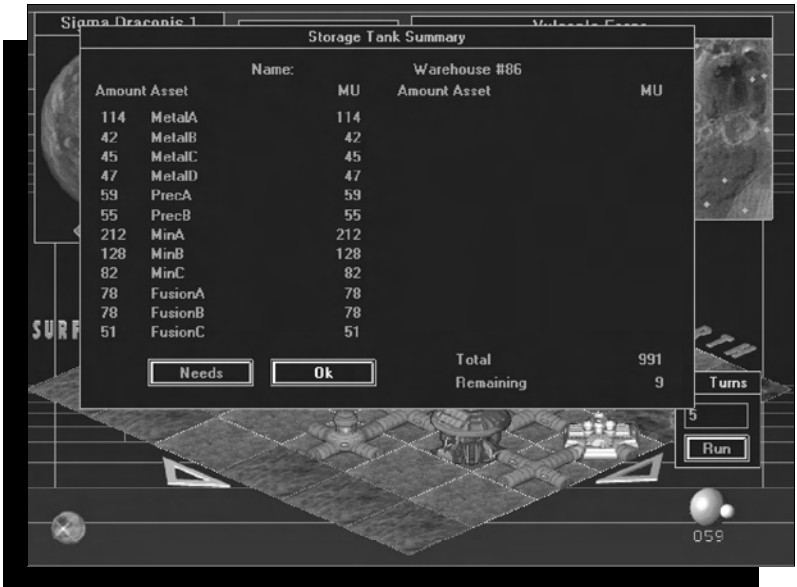 Sigma Draconis 1
Storage Tank Summary
Name: Warehouse #86
Amount Asset MU Amount Asset MU
114 MetalA 114
42 MetalB 42
45 MetalC 45
47 MetalD 47
59 PrecA 59
55 PrecB 55
212 MinA 212
128 MinB 128
82 MinC 82
78 FusionA 78
78 FusionB 78
51 FusionC 51
SURF
Needs Ok
Total 991
Remaining 9
Turns
5
Run
059